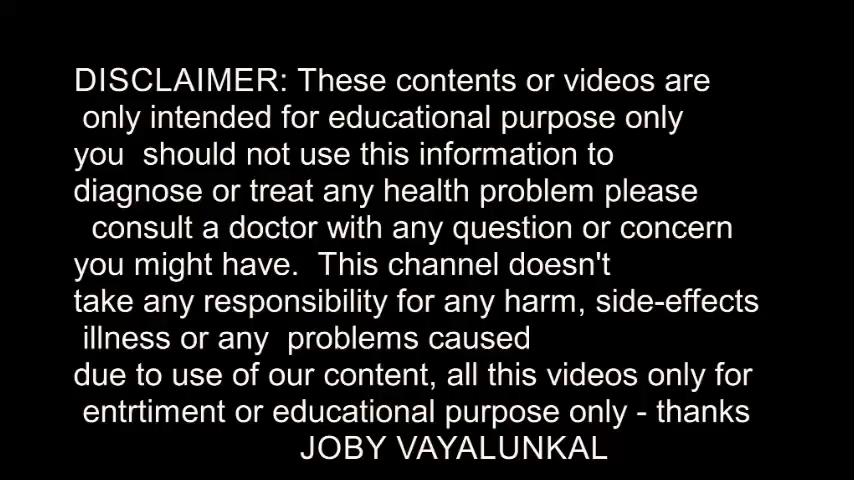 DISCLAIMER: These contents or videos are
only intended for educational purpose only
you should not use this information to
diagnose or treat any health problem please
consult a doctor with any question or concern
you might have. This channel doesn't
take any responsibility for any harm, side-effects
illness or any problems caused
due to use of our content, all this videos only for
entrtiment or educational purpose only - thanks
JOBY VAYALUNKAL